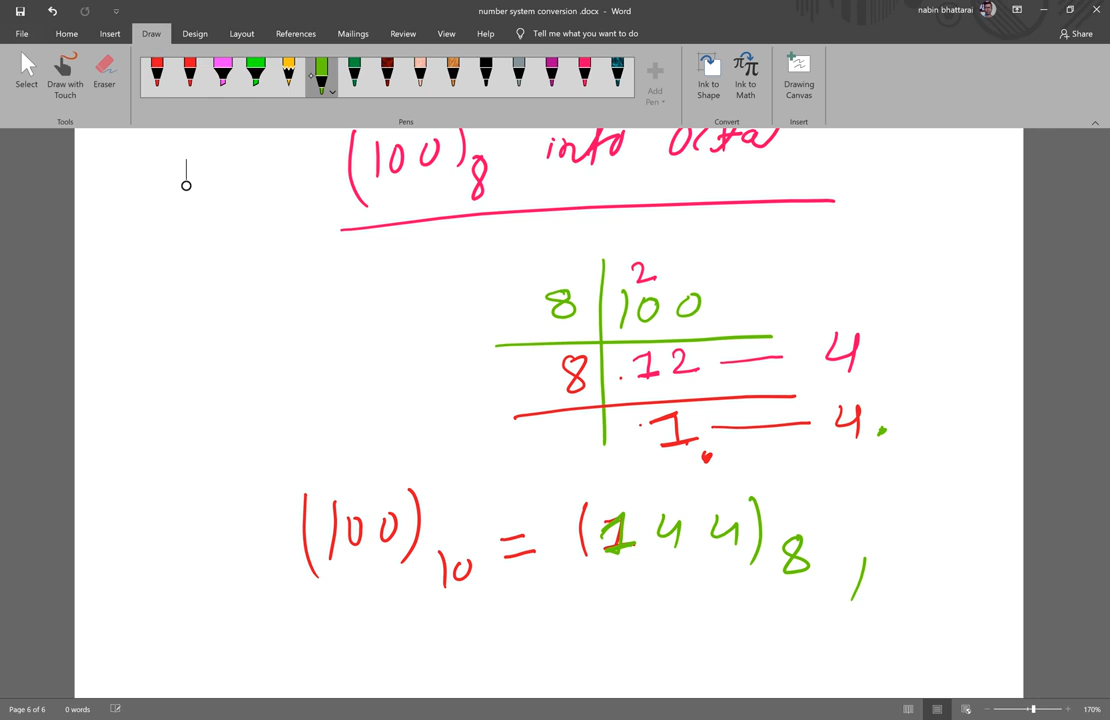 number system conversion .docx - Word
nabin bhattarai
File Home Insert Draw Design Layout References Mailings Review View Help Tell me what you want to do Share
Select Draw with Touch Eraser Add Pen Ink to Shape Ink to Math Drawing Canvas
Tools Pens Convert Insert
(100)8 into Octal
2
8 100
8 .12 — 4
.1. — 4.
(100)10 = (144)8 ,
Page 6 of 6 0 words 170%